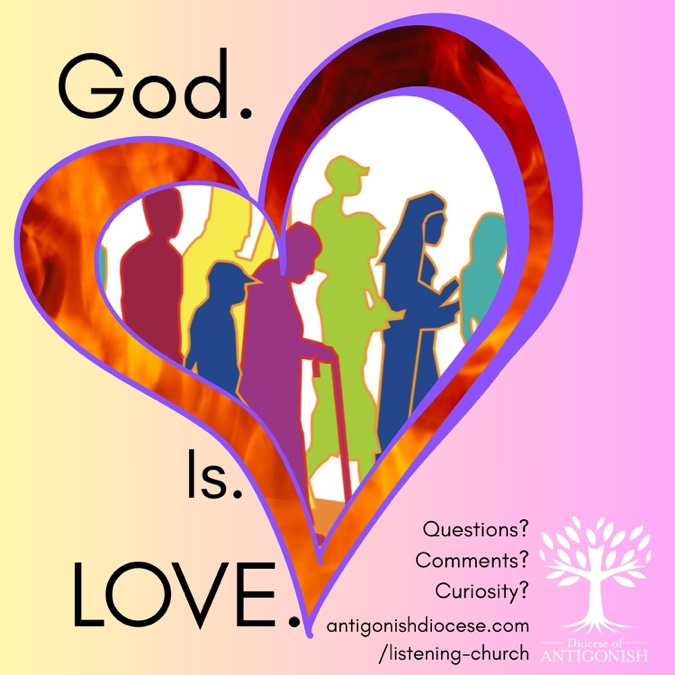 God.
Is.
LOVE.
Questions?
Comments?
Curiosity?
antigonishdiocese.com
/listening-church
Diocese of
ANTIGONISH